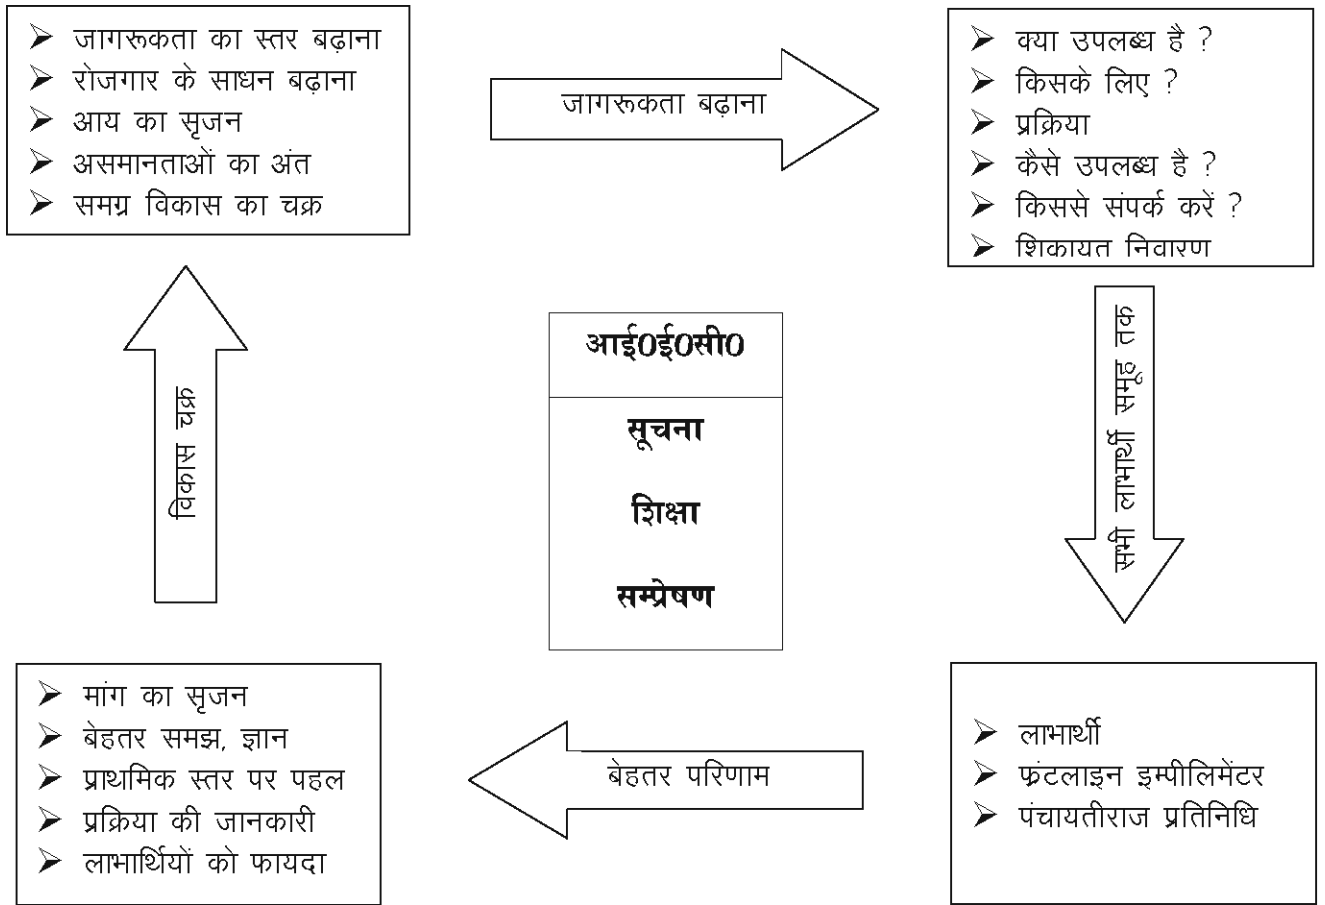 जागरूकता का स्तर बढ़ाना
रोजगार के साधन बढ़ाना
आय का सृजन
असमानताओं का अंत
समग्र विकास का चक्र
जागरूकता बढ़ाना
क्या उपलब्ध है ?
किसके लिए ?
प्रक्रिया
कैसे उपलब्ध है ?
किससे संपर्क करें ?
शिकायत निवारण
सभी लाभार्थी समूह तक
लाभार्थी
फ्रंटलाइन इम्पीलिमेंटर
पंचायतीराज प्रतिनिधि
बेहतर परिणाम
मांग का सृजन
बेहतर समझ, ज्ञान
प्राथमिक स्तर पर पहल
प्रक्रिया की जानकारी
लाभार्थियों को फायदा
विकास चक्र
आई0ई0सी0
सूचना
शिक्षा
सम्प्रेषण